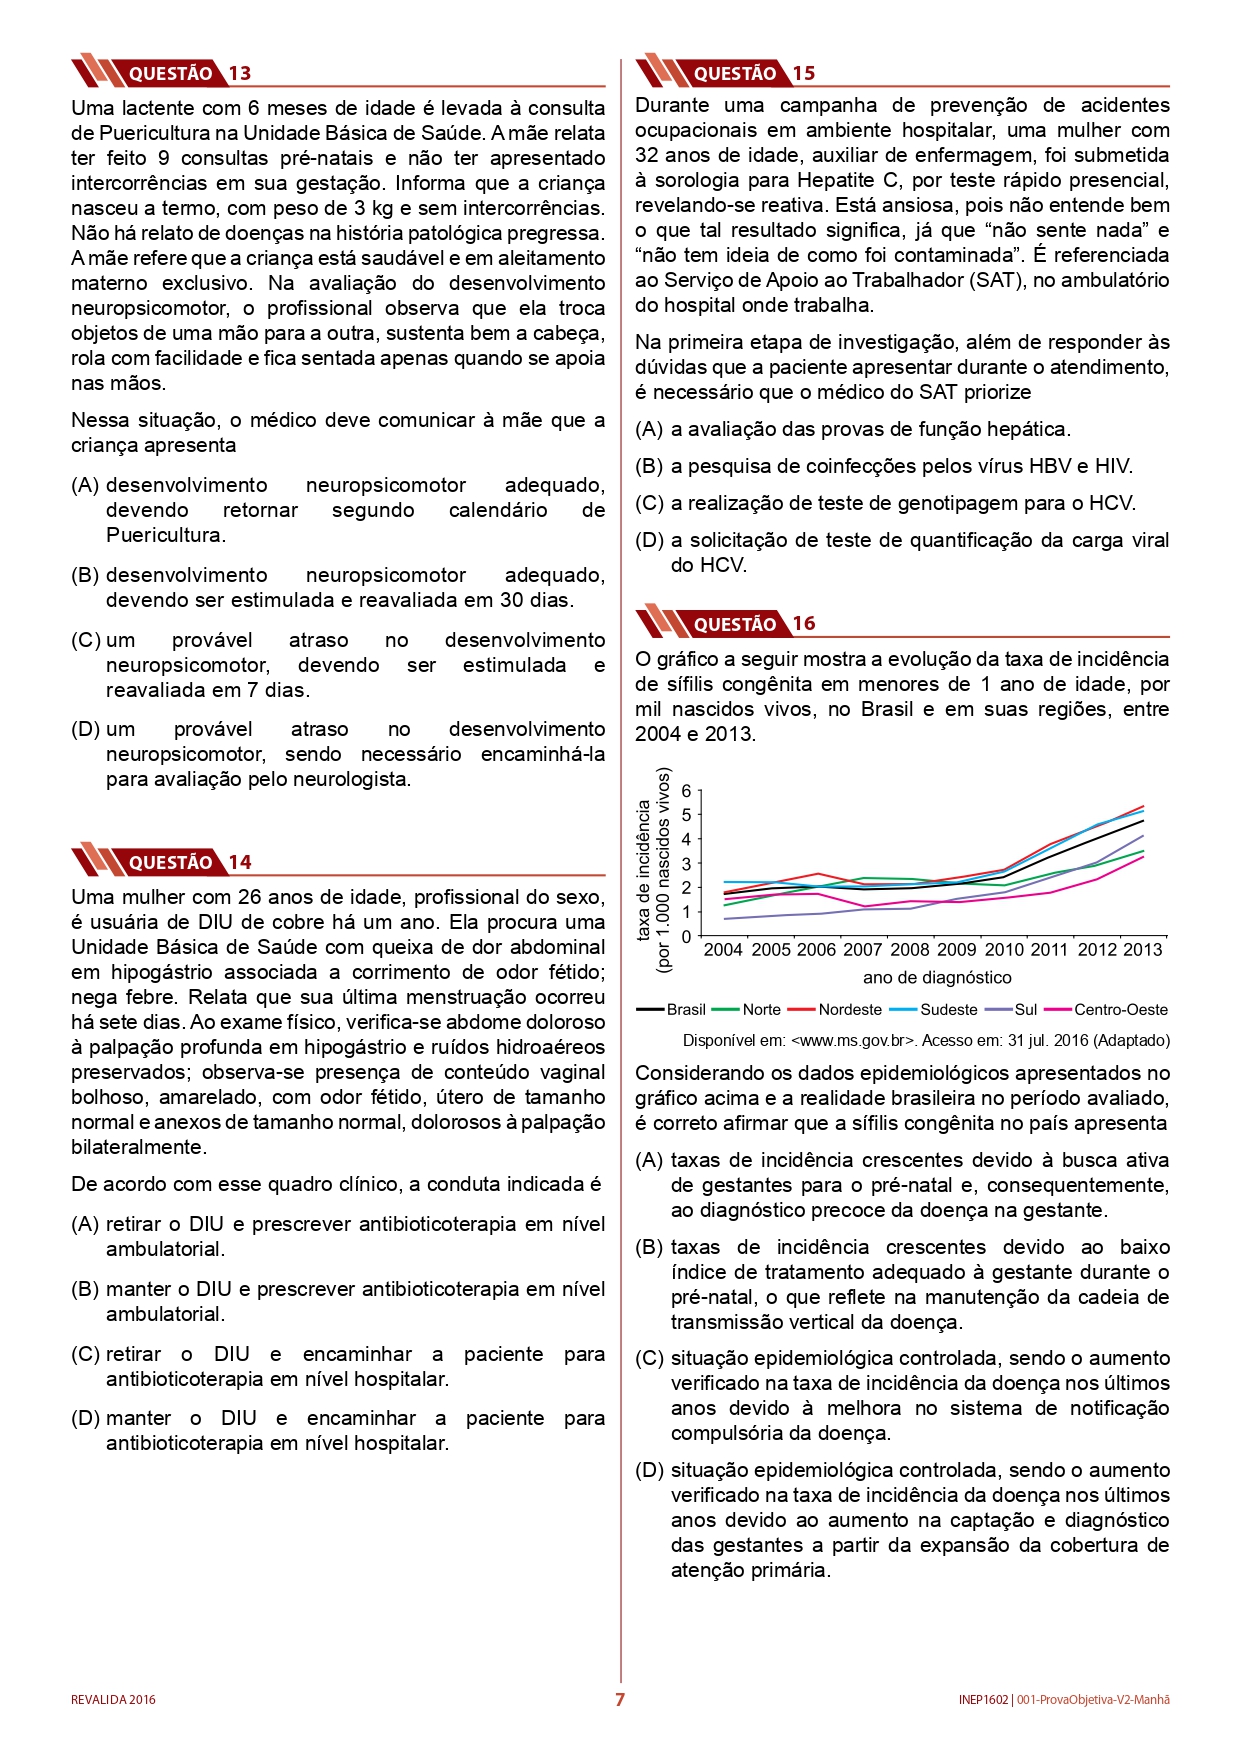 QUESTÃO 13
Uma lactente com 6 meses de idade é levada à consulta
de Puericultura na Unidade Básica de Saúde. A mãe relata
ter feito 9 consultas pré-natais e não ter apresentado
intercorrências em sua gestação. Informa que a criança
nasceu a termo, com peso de 3 kg e sem intercorrências.
Não há relato de doenças na história patológica pregressa.
A mãe refere que a criança está saudável e em aleitamento
materno exclusivo. Na avaliação do desenvolvimento
neuropsicomotor, o profissional observa que ela troca
objetos de uma mão para a outra, sustenta bem a cabeça,
rola com facilidade e fica sentada apenas quando se apoia
nas mãos.
Nessa situação, o médico deve comunicar à mãe que a
criança apresenta
(A) desenvolvimento neuropsicomotor adequado,
devendo retornar segundo calendário de
Puericultura.
(B) desenvolvimento neuropsicomotor adequado,
devendo ser estimulada e reavaliada em 30 dias.
(C) um provável atraso no desenvolvimento
neuropsicomotor, devendo ser estimulada e
reavaliada em 7 dias.
(D) um provável atraso no desenvolvimento
neuropsicomotor, sendo necessário encaminhá-la
para avaliação pelo neurologista.
QUESTÃO 14
Uma mulher com 26 anos de idade, profissional do sexo,
é usuária de DIU de cobre há um ano. Ela procura uma
Unidade Básica de Saúde com queixa de dor abdominal
em hipogástrio associada a corrimento de odor fétido;
nega febre. Relata que sua última menstruação ocorreu
há sete dias. Ao exame físico, verifica-se abdome doloroso
à palpação profunda em hipogástrio e ruídos hidroaéreos
preservados; observa-se presença de conteúdo vaginal
bolhoso, amarelado, com odor fétido, útero de tamanho
normal e anexos de tamanho normal, dolorosos à palpação
bilateralmente.
De acordo com esse quadro clínico, a conduta indicada é
(A) retirar o DIU e prescrever antibioticoterapia em nível
ambulatorial.
(B) manter o DIU e prescrever antibioticoterapia em nível
ambulatorial.
(C) retirar o DIU e encaminhar a paciente para
antibioticoterapia em nível hospitalar.
(D) manter o DIU e encaminhar a paciente para
antibioticoterapia em nível hospitalar.
QUESTÃO 15
Durante uma campanha de prevenção de acidentes
ocupacionais em ambiente hospitalar, uma mulher com
32 anos de idade, auxiliar de enfermagem, foi submetida
à sorologia para Hepatite C, por teste rápido presencial,
revelando-se reativa. Está ansiosa, pois não entende bem
o que tal resultado significa, já que “não sente nada” e
“não tem ideia de como foi contaminada”. É referenciada
ao Serviço de Apoio ao Trabalhador (SAT), no ambulatório
do hospital onde trabalha.
Na primeira etapa de investigação, além de responder às
dúvidas que a paciente apresentar durante o atendimento,
é necessário que o médico do SAT priorize
(A) a avaliação das provas de função hepática.
(B) a pesquisa de coinfecções pelos vírus HBV e HIV.
(C) a realização de teste de genotipagem para o HCV.
(D) a solicitação de teste de quantificação da carga viral
do HCV.
QUESTÃO 16
O gráfico a seguir mostra a evolução da taxa de incidência
de sífilis congênita em menores de 1 ano de idade, por
mil nascidos vivos, no Brasil e em suas regiões, entre
2004 e 2013.
taxa de incidência
(por 1.000 nascidos vivos)
6
5
4
3
2
1
0
2004 2005 2006 2007 2008 2009 2010 2011 2012 2013
ano de diagnóstico
Brasil Norte Nordeste Sudeste Sul Centro-Oeste
Disponível em: <www.ms.gov.br>. Acesso em: 31 jul. 2016 (Adaptado)
Considerando os dados epidemiológicos apresentados no
gráfico acima e a realidade brasileira no período avaliado,
é correto afirmar que a sífilis congênita no país apresenta
(A) taxas de incidência crescentes devido à busca ativa
de gestantes para o pré-natal e, consequentemente,
ao diagnóstico precoce da doença na gestante.
(B) taxas de incidência crescentes devido ao baixo
índice de tratamento adequado à gestante durante o
pré-natal, o que reflete na manutenção da cadeia de
transmissão vertical da doença.
(C) situação epidemiológica controlada, sendo o aumento
verificado na taxa de incidência da doença nos últimos
anos devido à melhora no sistema de notificação
compulsória da doença.
(D) situação epidemiológica controlada, sendo o aumento
verificado na taxa de incidência da doença nos últimos
anos devido ao aumento na captação e diagnóstico
das gestantes a partir da expansão da cobertura de
atenção primária.
REVALIDA 2016
7
INEP1602 | 001-ProvaObjetiva-V2-Manhã